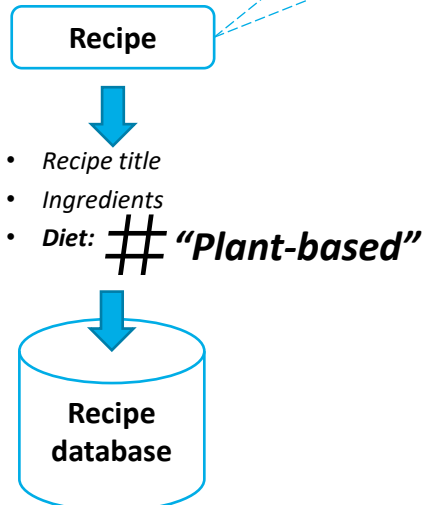 Recipe
• Recipe title
• Ingredients
• Diet: # “Plant-based”
Recipe
database